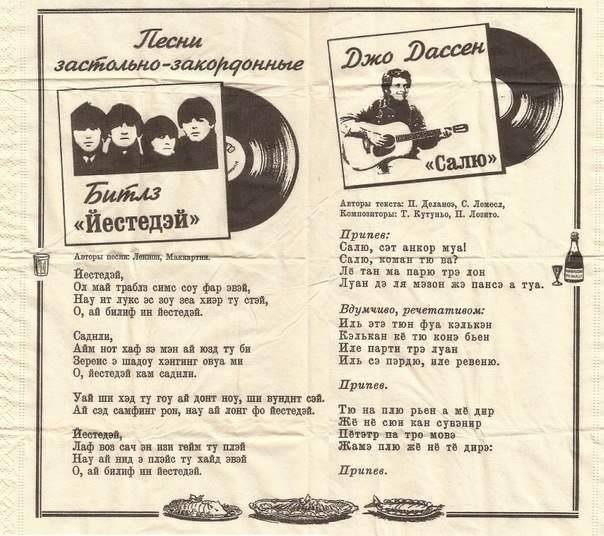 Песни
застольно-закордонные
Битлз
«Йестедэй»
Авторы песни: Леннон, Маккартни.
Йестедэй,
Ол май траблз симс соу фар эвэй,
Нау ит лукс эс зоу зеа хиэр ту стэй,
О, ай билиф ин йестедэй.
Саднли,
Айм нот хаф зэ мэн ай юзд ту би
Зереис э шадоу хэнгинг овуа ми
О, йестедэй кам саднли.
Уай ши хэд ту гоу ай донт ноу, ши вунднт сэй.
Ай сэд самфинг рон, нау ай лонг фо йестедэй.
Йестедэй,
Лаф воз сач эн изи гейм ту плэй
Нау ай нид э плэйс ту хайд эвэй
О, ай билиф ин йестедэй.
Джо Дассен
«Салю»
Авторы текста: П. Деланоэ, С. Лемесл,
Композиторы: Т. Кутуньо, П. Лозито.
Припев:
Салю, сэт анкор муа!
Салю, коман тю ва?
Лё тан ма парю трэ лон
Луан дэ ля мэзон жэ пансэ а туа.
Вдумчиво, речетативом:
Иль этэ тюн фуа кэлькэн
Кэлькан кё тю конэ бьен
Иле парти трэ луан
Иль сэ пэрдю, иле ревеню.
Припев.
Тю на плю рьен а мё дир
Жё нё сюн кан сувэнир
Пётэтр па тро мовэ
Жамэ плю жё нё тё дирэ:
Припев.